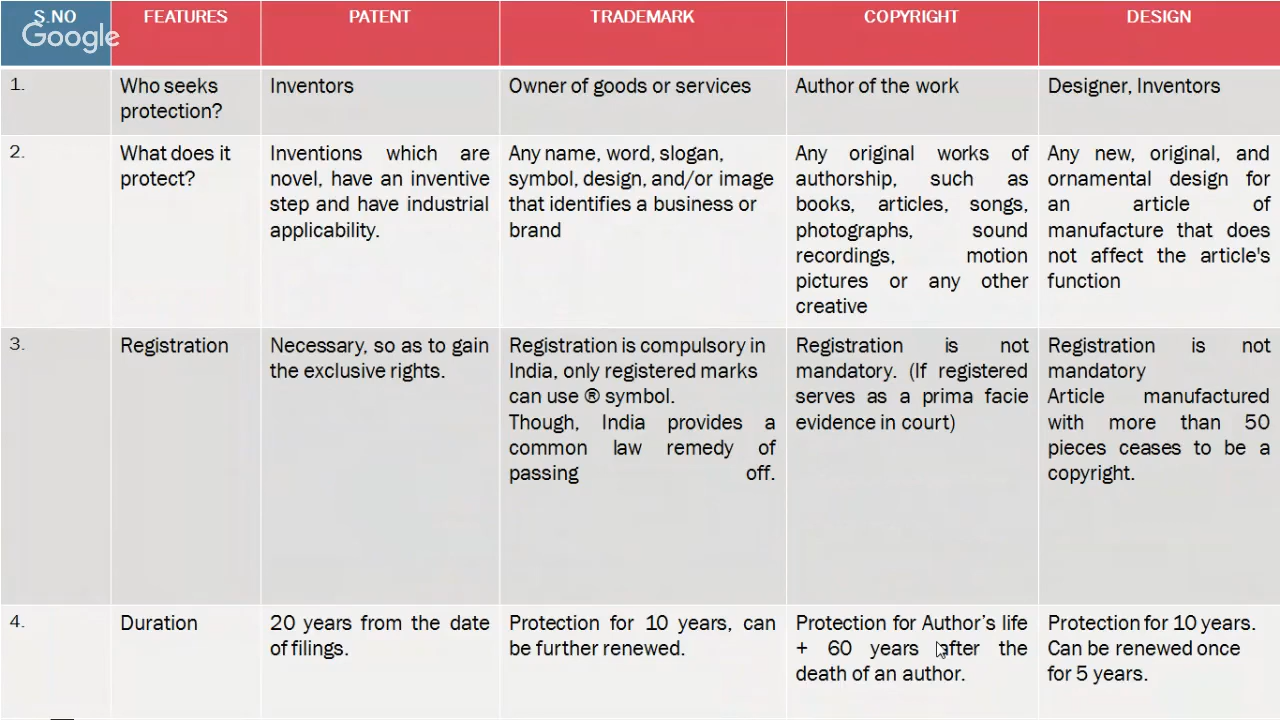 S.NO
FEATURES
PATENT
TRADEMARK
COPYRIGHT
DESIGN
Google
1.
Who seeks
protection?
Inventors
Owner of goods or services
Author of the work
Designer, Inventors
2.
What does it
protect?
Inventions which are
novel, have an inventive
step and have industrial
applicability.
Any name, word, slogan,
symbol, design, and/or image
that identifies a business or
brand
Any original works of
authorship, such as
books, articles, songs,
photographs, sound
recordings, motion
pictures or any other
creative
Any new, original, and
ornamental design for
an article of
manufacture that does
not affect the article's
function
3.
Registration
Necessary, so as to gain
the exclusive rights.
Registration is compulsory in
India, only registered marks
can use ® symbol.
Though, India provides a
common law remedy of
passing off.
Registration is not
mandatory. (If registered
serves as a prima facie
evidence in court)
Registration is not
mandatory
Article manufactured
with more than 50
pieces ceases to be a
copyright.
4.
Duration
20 years from the date
of filings.
Protection for 10 years, can
be further renewed.
Protection for Author’s life
+ 60 years after the
death of an author.
Protection for 10 years.
Can be renewed once
for 5 years.